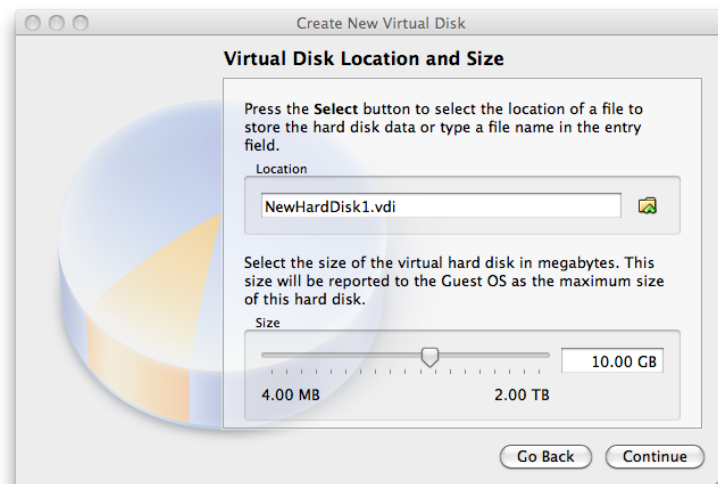 Create New Virtual Disk
Virtual Disk Location and Size
Press the Select button to select the location of a file to
store the hard disk data or type a file name in the entry
field.
Location
NewHardDisk1.vdi
Select the size of the virtual hard disk in megabytes. This
size will be reported to the Guest OS as the maximum size
of this hard disk.
Size
10.00 GB
4.00 MB 2.00 TB
Go Back Continue